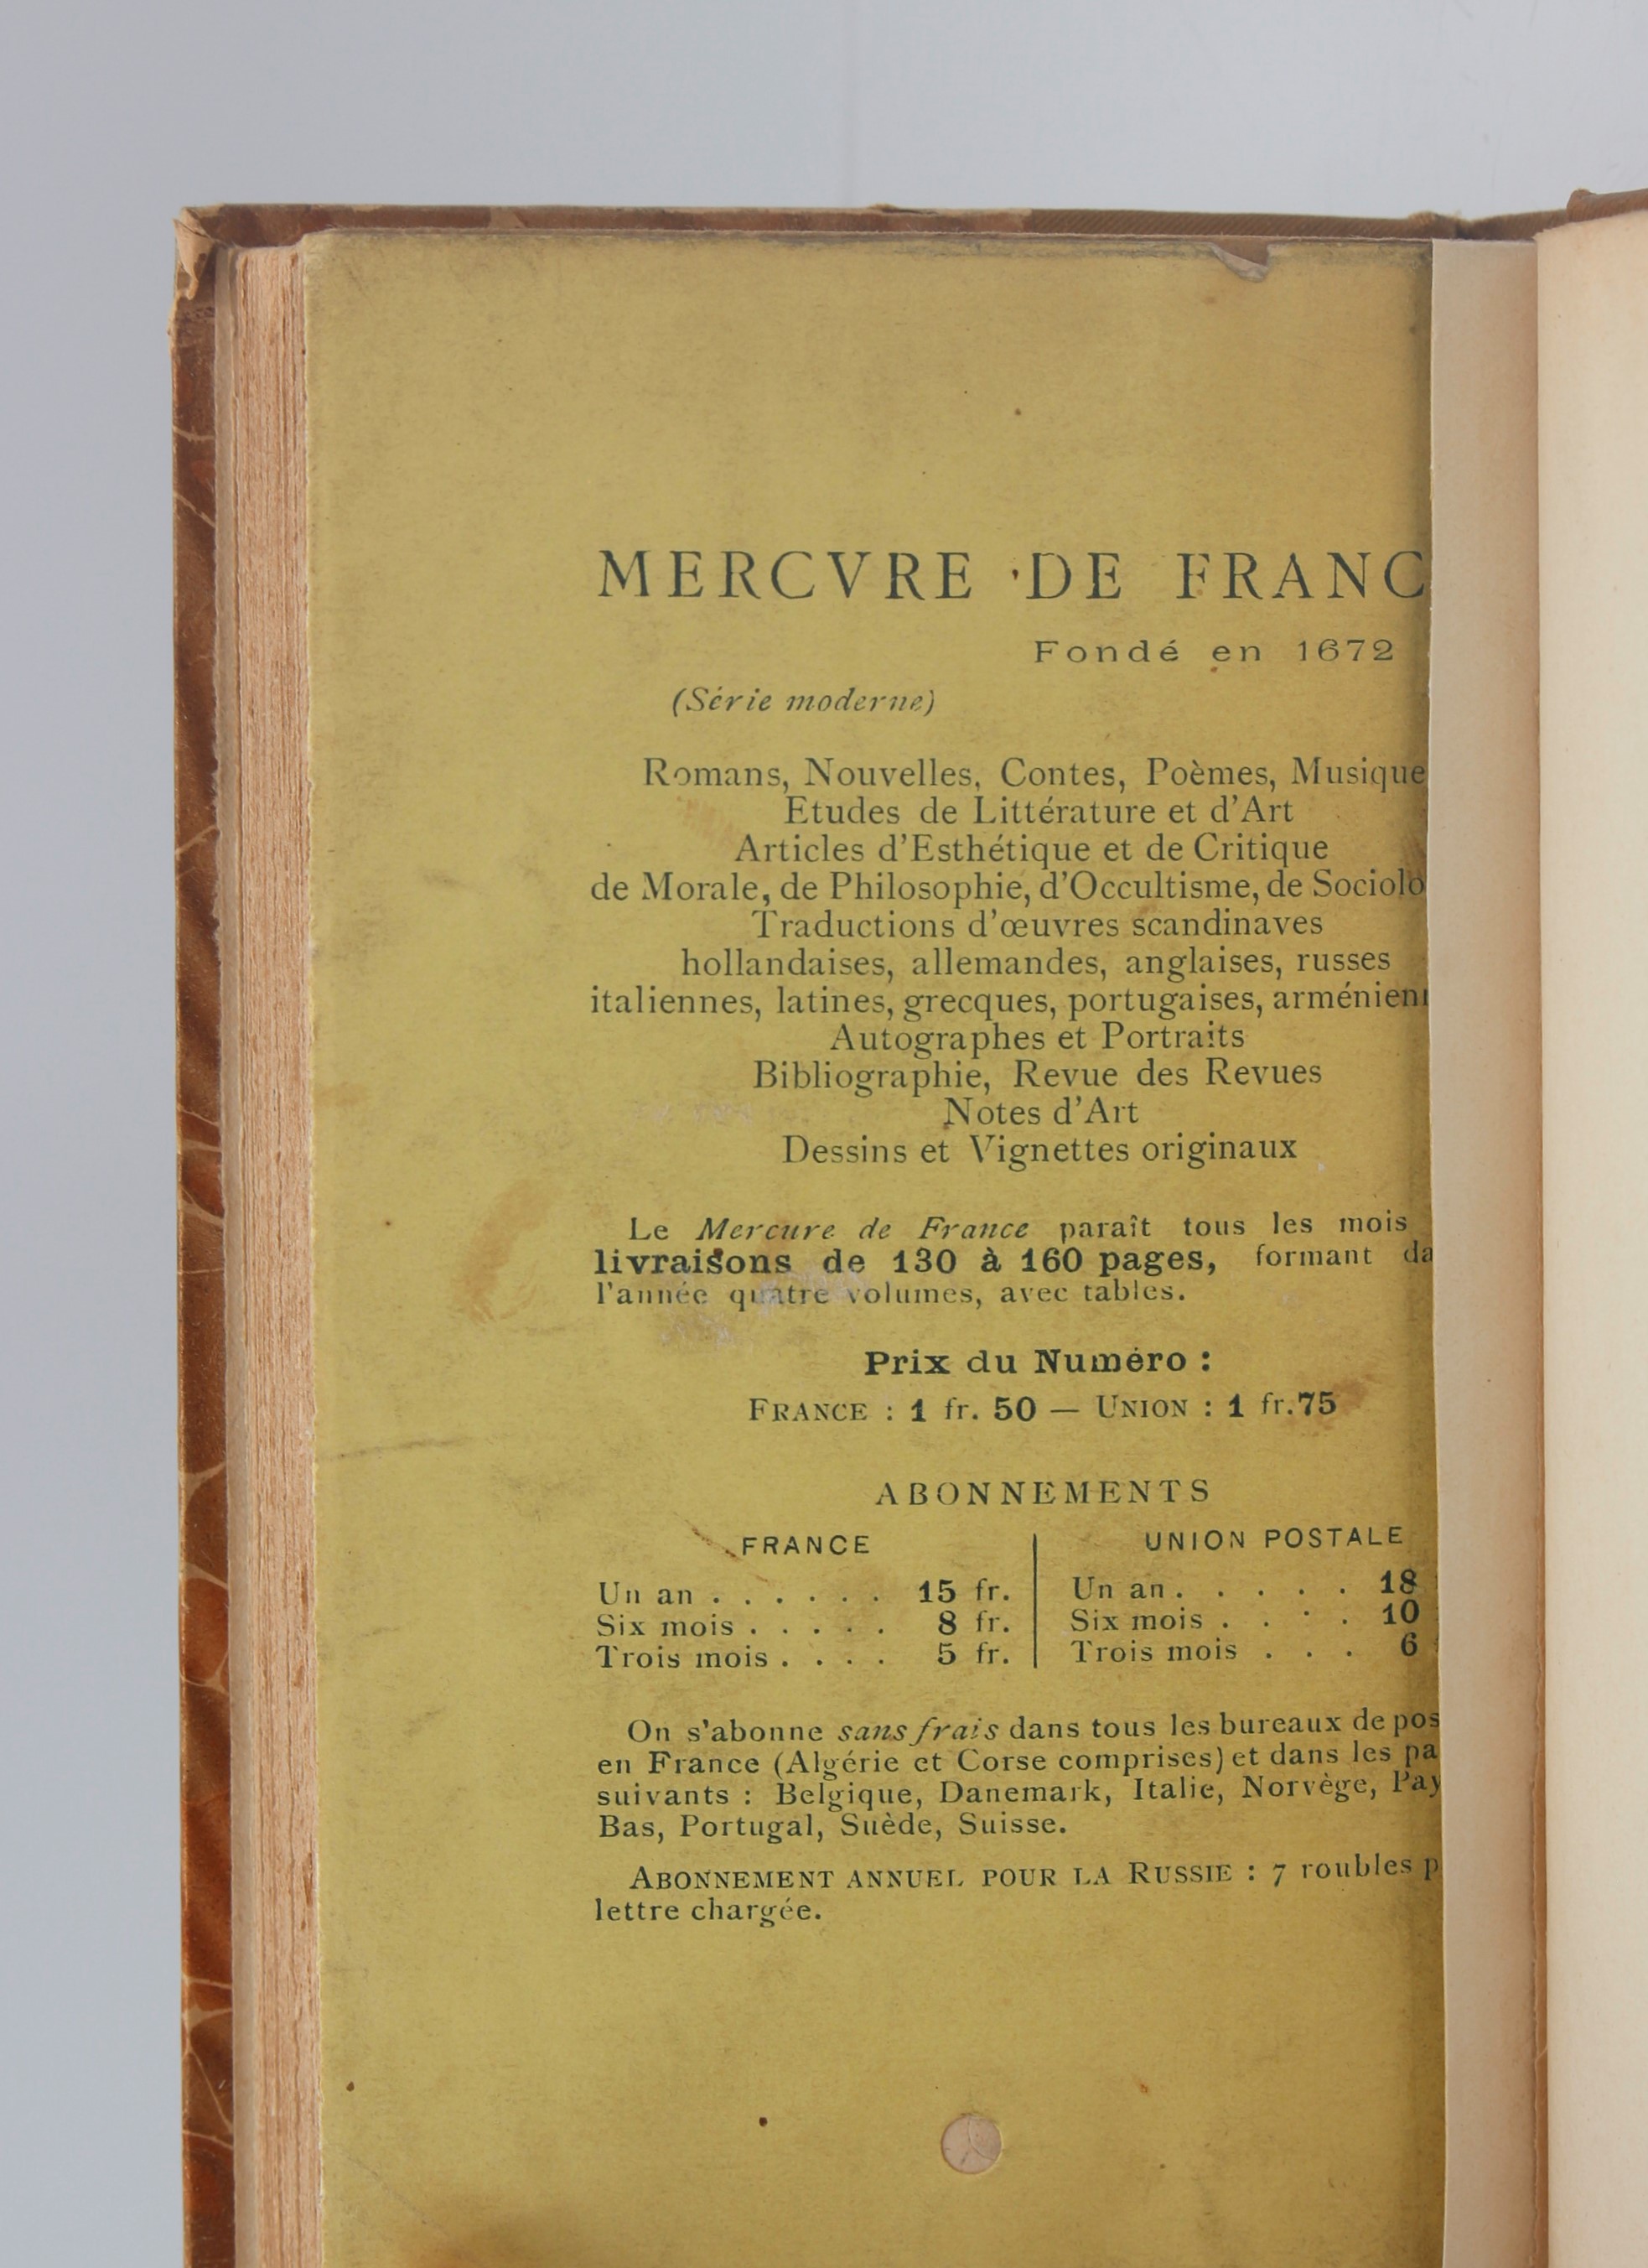 MERCVRE DE FRANC
Fondé en 1672
(Série moderne)
Romans, Nouvelles, Contes, Poèmes, Musique
Etudes de Littérature et d'Art
Articles d'Esthétique et de Critique
de Morale, de Philosophie, d'Occultisme, de Sociolo
Traductions d'œuvres scandinaves
hollandaises, allemandes, anglaises, russes
italiennes, latines, grecques, portugaises, arménien
Autographes et Portraits
Bibliographie, Revue des Revues
Notes d'Art
Dessins et Vignettes originaux
Le Mercure de France paraît tous les mois
livraisons de 130 à 160 pages, formant da
l'année quatre volumes, avec tables.
Prix du Numéro :
FRANCE : 1 fr. 50 — UNION : 1 fr.75
ABONNEMENTS
FRANCE
Un an . . . . . . 15 fr.
Six mois . . . . . 8 fr.
Trois mois . . . . 5 fr.
UNION POSTALE
Un an . . . . . 18
Six mois . . . . 10
Trois mois . . . 6
On s'abonne sans frais dans tous les bureaux de pos
en France (Algérie et Corse comprises) et dans les pa
suivants : Belgique, Danemark, Italie, Norvège, Pay
Bas, Portugal, Suède, Suisse.
ABONNEMENT ANNUEL POUR LA RUSSIE : 7 roubles p
lettre chargée.